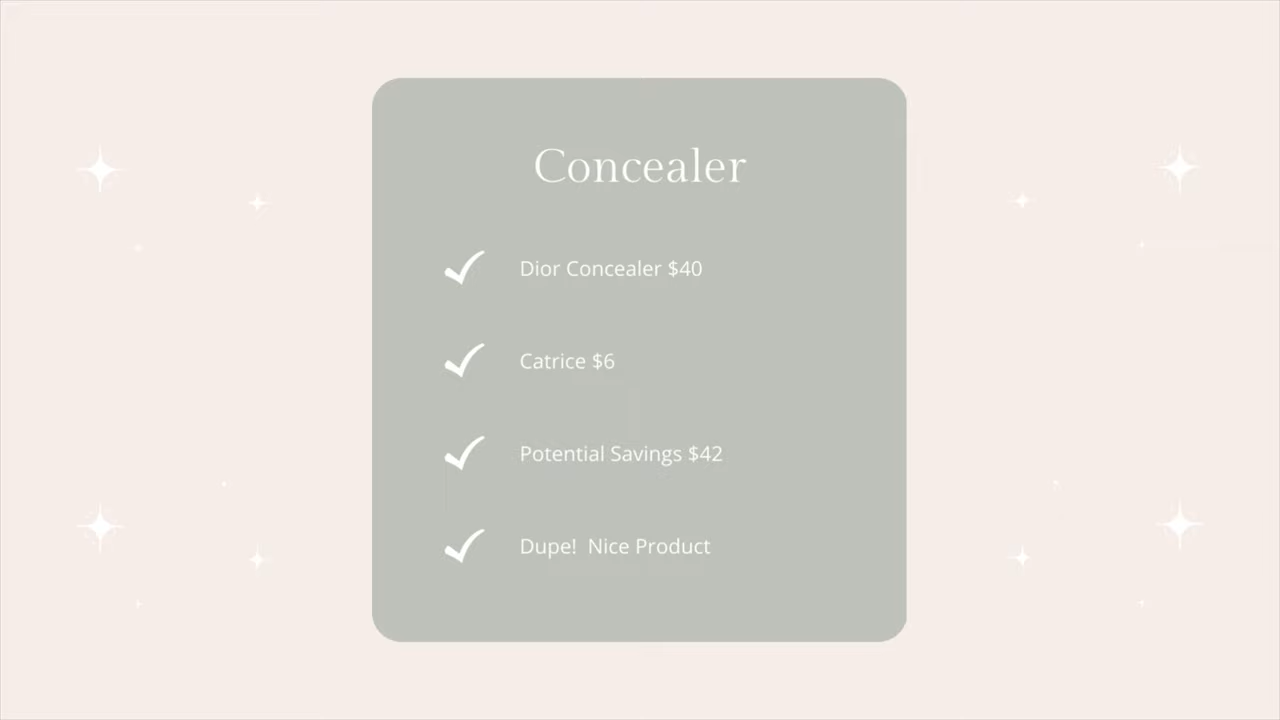 Concealer
Dior Concealer $40
Catrice $6
Potential Savings $42
Dupe!  Nice Product